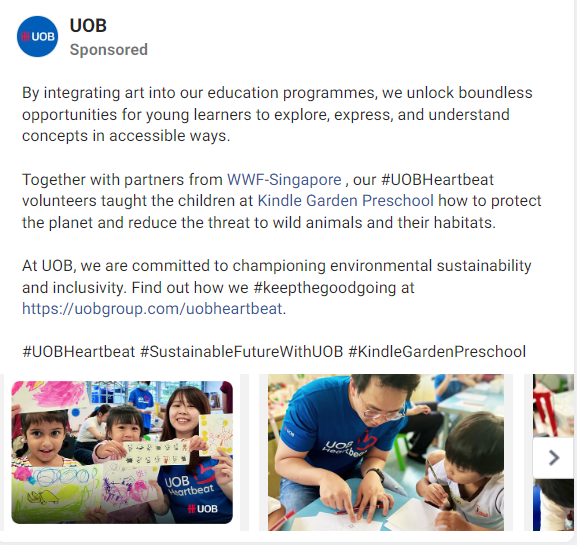 UOB
UOB
Sponsored
By integrating art into our education programmes, we unlock boundless
opportunities for young learners to explore, express, and understand
concepts in accessible ways.
Together with partners from WWF-Singapore , our #UOBHeartbeat
volunteers taught the children at Kindle Garden Preschool how to protect
the planet and reduce the threat to wild animals and their habitats.
At UOB, we are committed to championing environmental sustainability
and inclusivity. Find out how we #keepthegoodgoing at
https://uobgroup.com/uobheartbeat.
#UOBHeartbeat #SustainableFutureWithUOB #KindleGardenPreschool
UOB
Heartbeat
UOB
UOB
UOB
Heartbeat